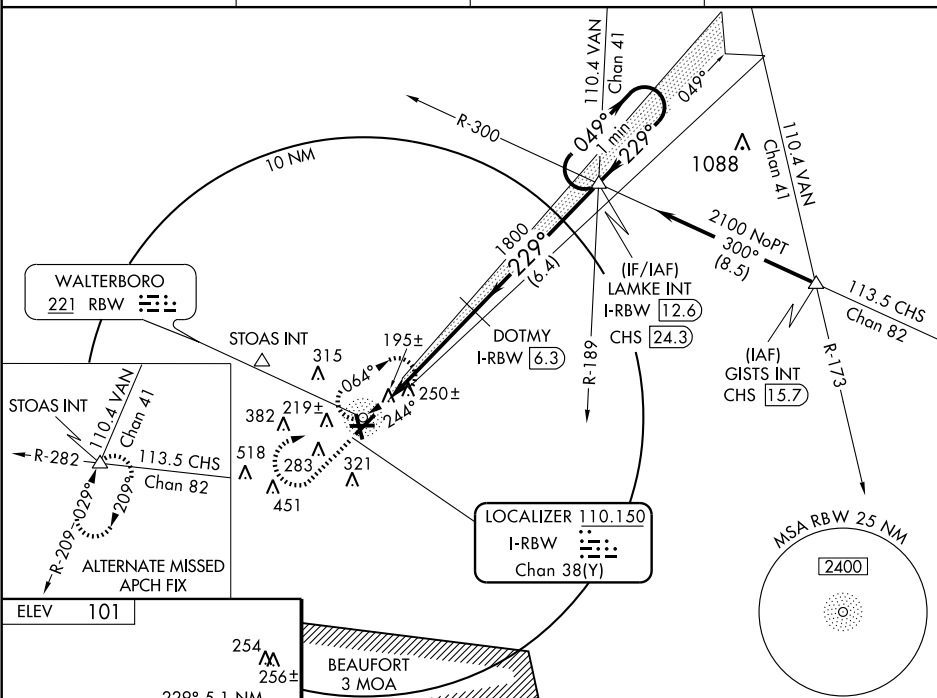 110.4 VAN
Chan 41
R-300
049°
1 min
049°
229°
10 NM
1088
110.4 VAN
Chan 41
2100 NoPT
300°
(8.5)
1800
229°
(6.4)
WALTERBORO
221 RBW
(IF/IAF)
LAMKE INT
I-RBW 12.6
CHS 24.3
113.5 CHS
Chan 82
STOAS INT
195±
DOTMY
I-RBW 6.3
R-189
R-173
(IAF)
GISTS INT
CHS 15.7
315
064°
250±
244°
382
219±
283
518
451
321
STOAS INT
110.4 VAN
Chan 41
R-282
113.5 CHS
Chan 82
029°
209°
R-209
ALTERNATE MISSED
APCH FIX
LOCALIZER 110.150
I-RBW
Chan 38(Y)
MSA RBW 25 NM
2400
ELEV 101
254
256±
229° 5.1 NM
BEAUFORT
3 MOA